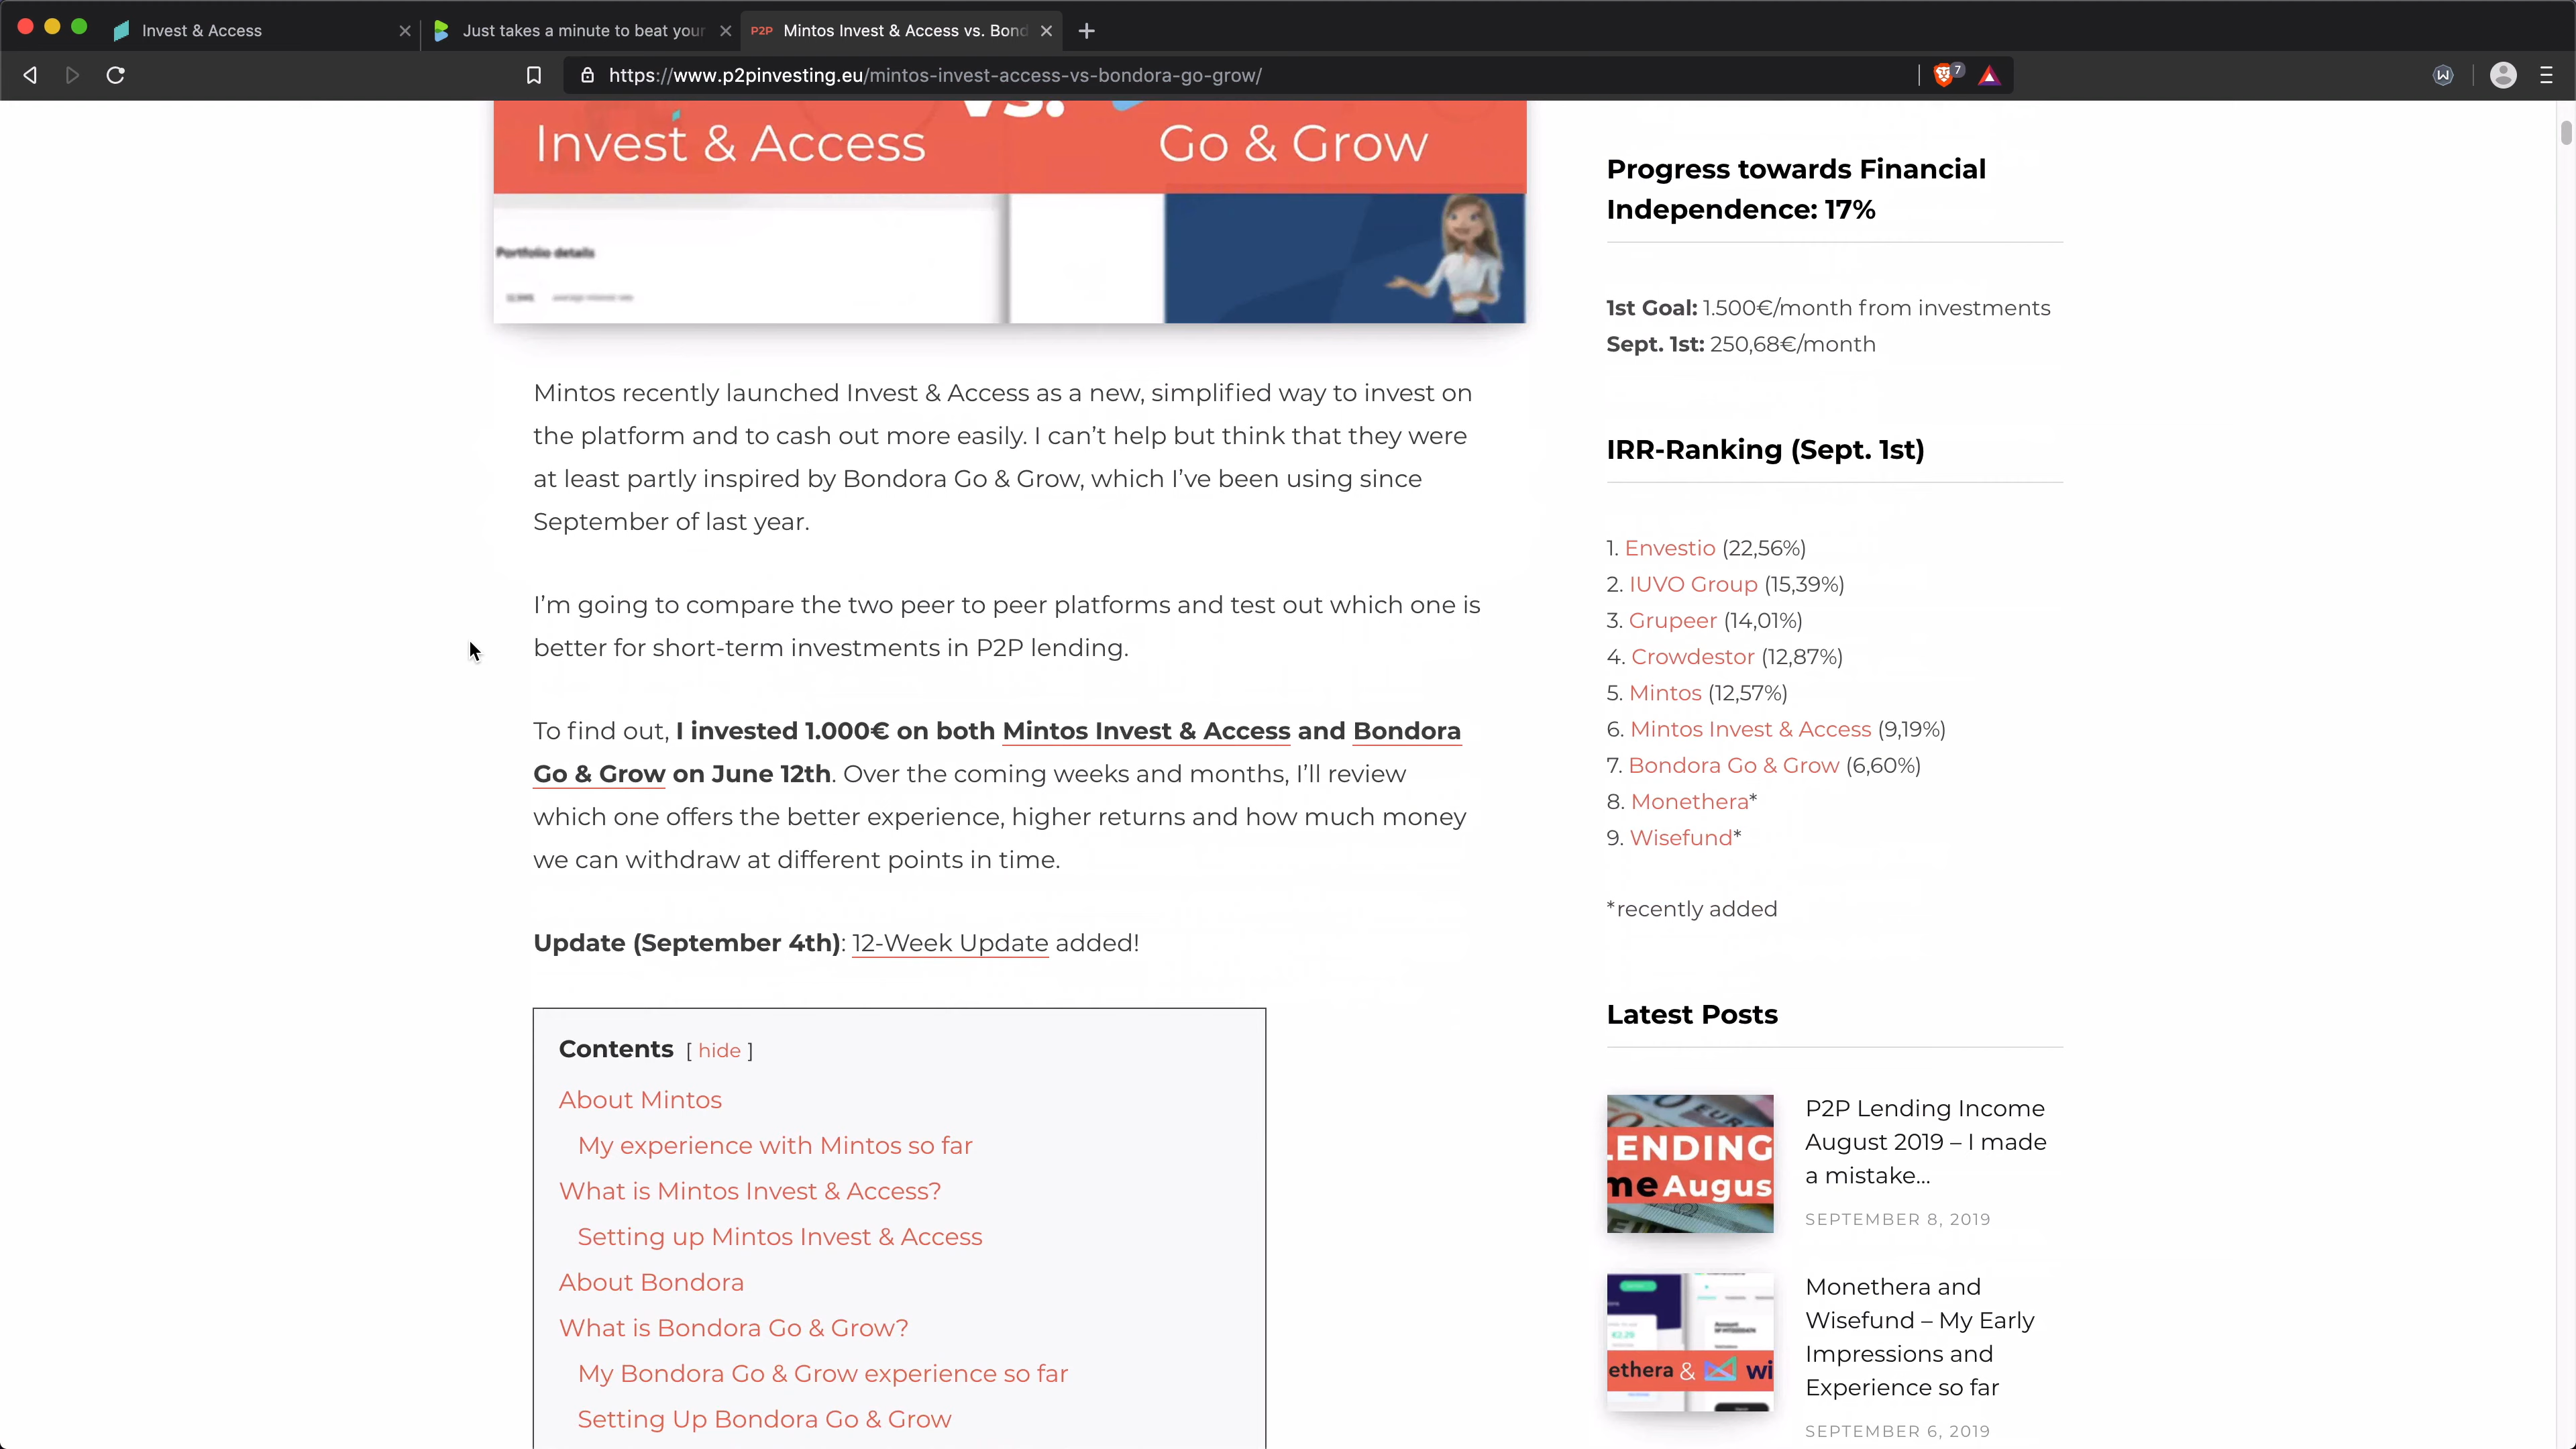 Invest & Access
Just takes a minute to beat your
P2P Mintos Invest & Access vs. Bond
https://www.p2pinvesting.eu/mintos-invest-access-vs-bondora-go-grow/
7
vs.
Invest & Access
Go & Grow
Portfolio details
Mintos recently launched Invest & Access as a new, simplified way to invest on
the platform and to cash out more easily. I can’t help but think that they were
at least partly inspired by Bondora Go & Grow, which I’ve been using since
September of last year.
I’m going to compare the two peer to peer platforms and test out which one is
better for short-term investments in P2P lending.
To find out, I invested 1.000€ on both Mintos Invest & Access and Bondora
Go & Grow on June 12th. Over the coming weeks and months, I’ll review
which one offers the better experience, higher returns and how much money
we can withdraw at different points in time.
Update (September 4th): 12-Week Update added!
Contents [ hide ]
About Mintos
My experience with Mintos so far
What is Mintos Invest & Access?
Setting up Mintos Invest & Access
About Bondora
What is Bondora Go & Grow?
My Bondora Go & Grow experience so far
Setting Up Bondora Go & Grow
Progress towards Financial
Independence: 17%
1st Goal: 1.500€/month from investments
Sept. 1st: 250,68€/month
IRR-Ranking (Sept. 1st)
1. Envestio (22,56%)
2. IUVO Group (15,39%)
3. Grupeer (14,01%)
4. Crowdestor (12,87%)
5. Mintos (12,57%)
6. Mintos Invest & Access (9,19%)
7. Bondora Go & Grow (6,60%)
8. Monethera*
9. Wisefund*
*recently added
Latest Posts
LENDING
me Augus
P2P Lending Income
August 2019 – I made
a mistake…
SEPTEMBER 8, 2019
ethera & wi
Monethera and
Wisefund – My Early
Impressions and
Experience so far
SEPTEMBER 6, 2019